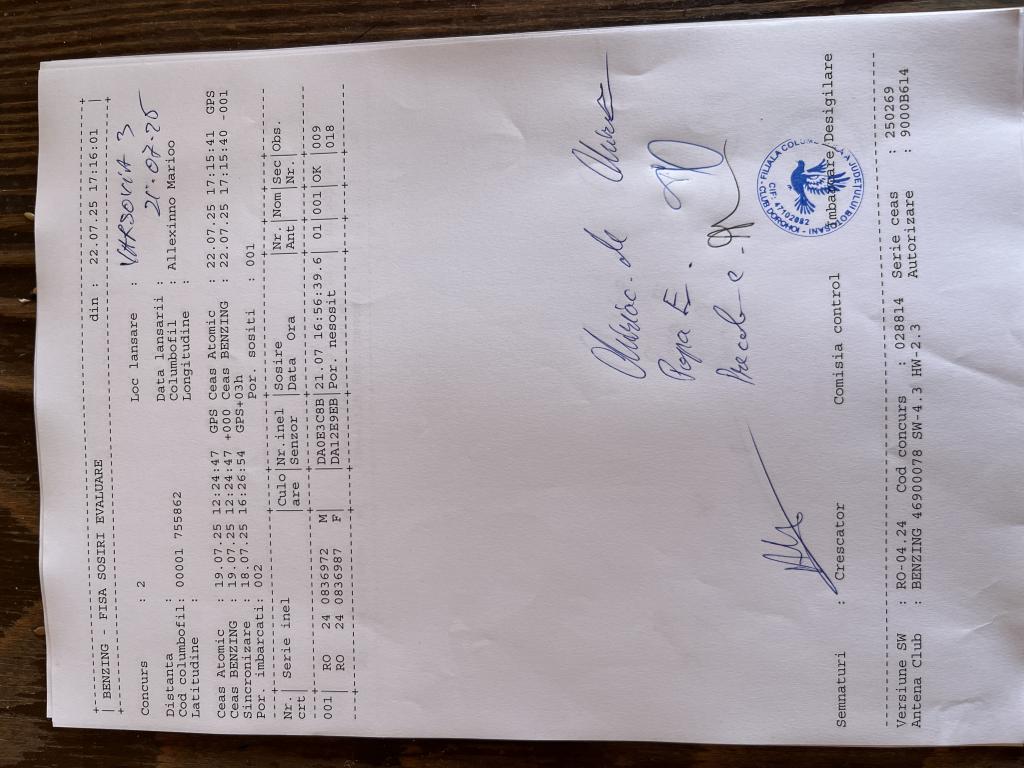 +-----------------------------------------------------------------------------+
| BENZING - FISA SOSIRI EVALUARE din : 22.07.25 17:16:01 |
+-----------------------------------------------------------------------------+
Concurs : 2 Loc lansare : VARSOVIA 3
Data lansarii : 21.07.25
Distanta : Columbofil : Allexinno Marico
Cod columbofil: 00001 755862 Longitudine :
Latitudine :
Ceas Atomic : 19.07.25 12:24:47 GPS Ceas Atomic : 22.07.25 17:15:41 GPS
Ceas BENZING : 19.07.25 12:24:47 +000 Ceas BENZING : 22.07.25 17:15:40 -001
Sincronizare : 18.07.25 16:26:54 GPS+03h
Por. imbarcati: 002 Por. sositi : 001
Nr. | Serie inel |Culo|Nr.inel |Sosire |Nr. |Nom|Sec|Obs.
crt| |are |Senzor |Data Ora |Ant | |Nr.|
001| RO 24 0836972 M | |DA0E3C8B|21.07 16:56:39.6| 01|001|OK |009
| RO 24 0836987 F | |DA12E9EB|Por. nesosit | | | |018
Popa E.
Semnaturi : Crescator Comisia control Imbarcare/Desigilare
FILIALA COLUMBOFILA A JUDEȚULUI BOTOSANI - CLUB DOROHOI -
CIF: 47102882
Versiune SW : RO-04.24 Cod concurs : 028814 Serie ceas : 250269
Antena Club : BENZING 46900078 SW-4.3 HW-2.3 Autorizare : 9000B614